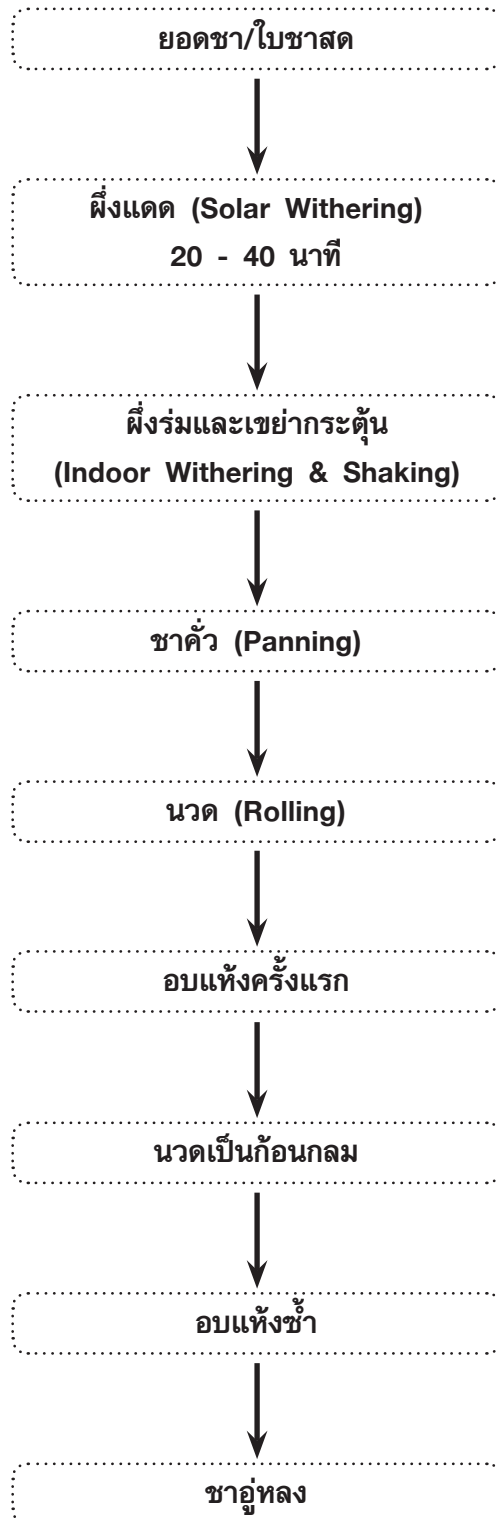 ยอดชา/ใบชาสด
ผึ่งแดด (Solar Withering)
20 - 40 นาที
ผึ่งร่มและเขย่ากระตุ้น
(Indoor Withering & Shaking)
ชาคั่ว (Panning)
นวด (Rolling)
อบแห้งครั้งแรก
นวดเป็นก้อนกลม
อบแห้งซ้ำ
ชาอู่หลง